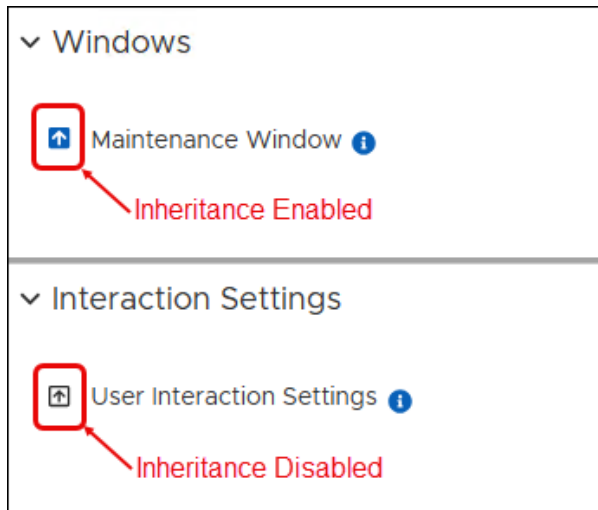 Windows
Maintenance Window
Inheritance Enabled
Interaction Settings
User Interaction Settings
Inheritance Disabled